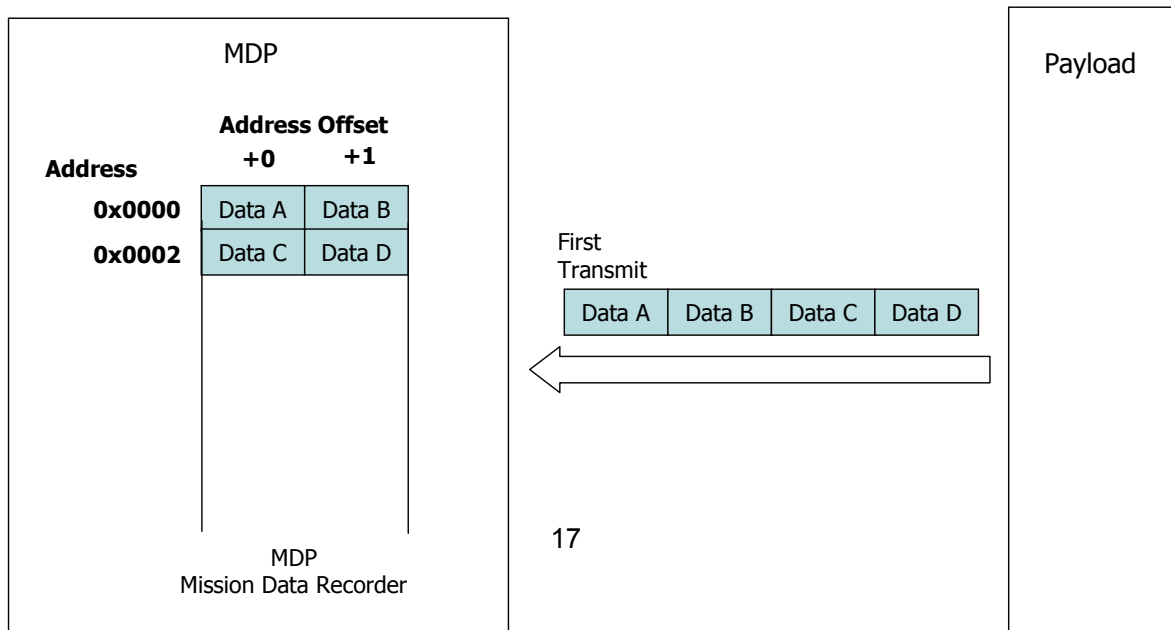 MDP
Payload
Address Offset
+0 +1
Address
0x0000 Data A Data B
0x0002 Data C Data D
First
Transmit
Data A Data B Data C Data D
17
MDP
Mission Data Recorder